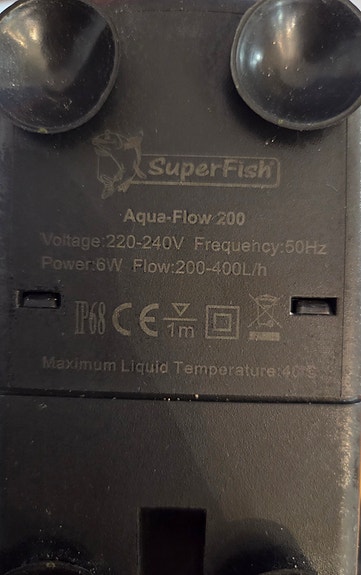 SuperFish
Aqua-Flow 200
Voltage:220-240V Frequency:50Hz
Power:6W Flow:200-400L/h
IP68 CE 1m
Maximum Liquid Temperature:40°C